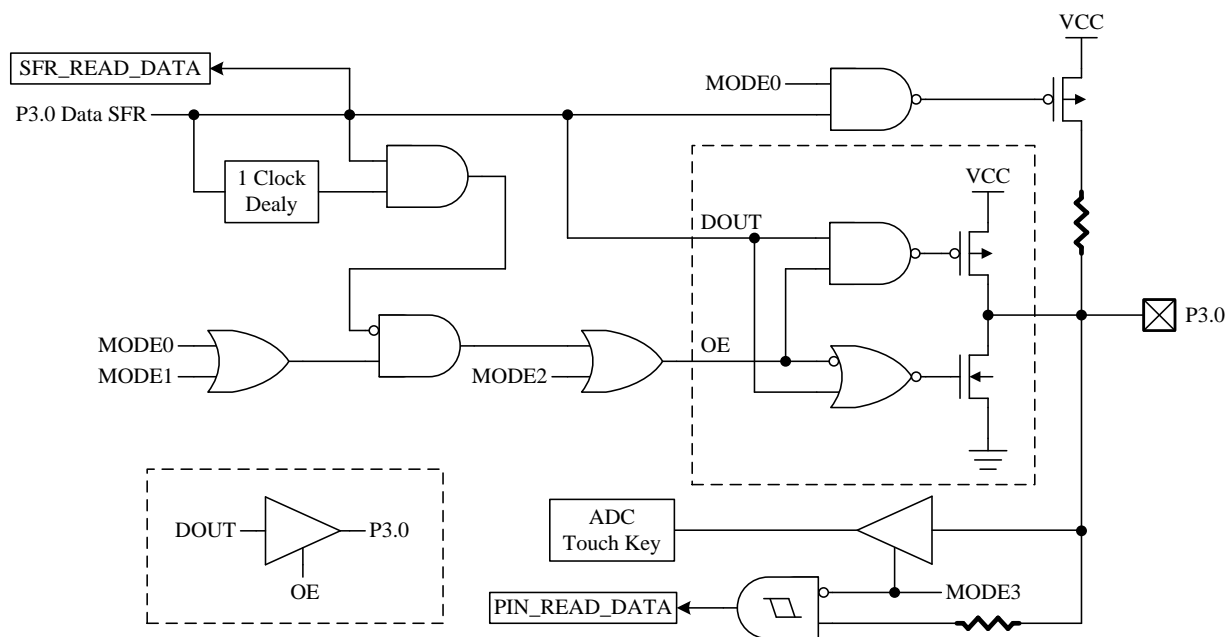 VCC
SFR_READ_DATA
MODE0
P3.0 Data SFR
1 Clock
Dealy
VCC
DOUT
P3.0
MODE0
MODE1
MODE2
OE
ADC
Touch Key
DOUT
P3.0
OE
MODE3
PIN_READ_DATA